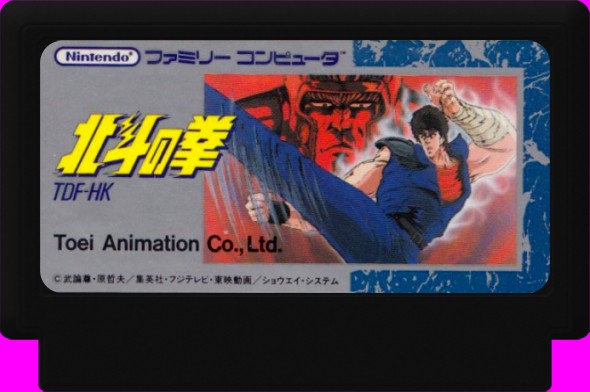 Nintendo® ファミリー コンピュータ™
北斗の拳
TDF-HK
Toei Animation Co.,Ltd.
©武論尊・原哲夫／集英社・フジテレビ・東映動画／ショウエイ・システム